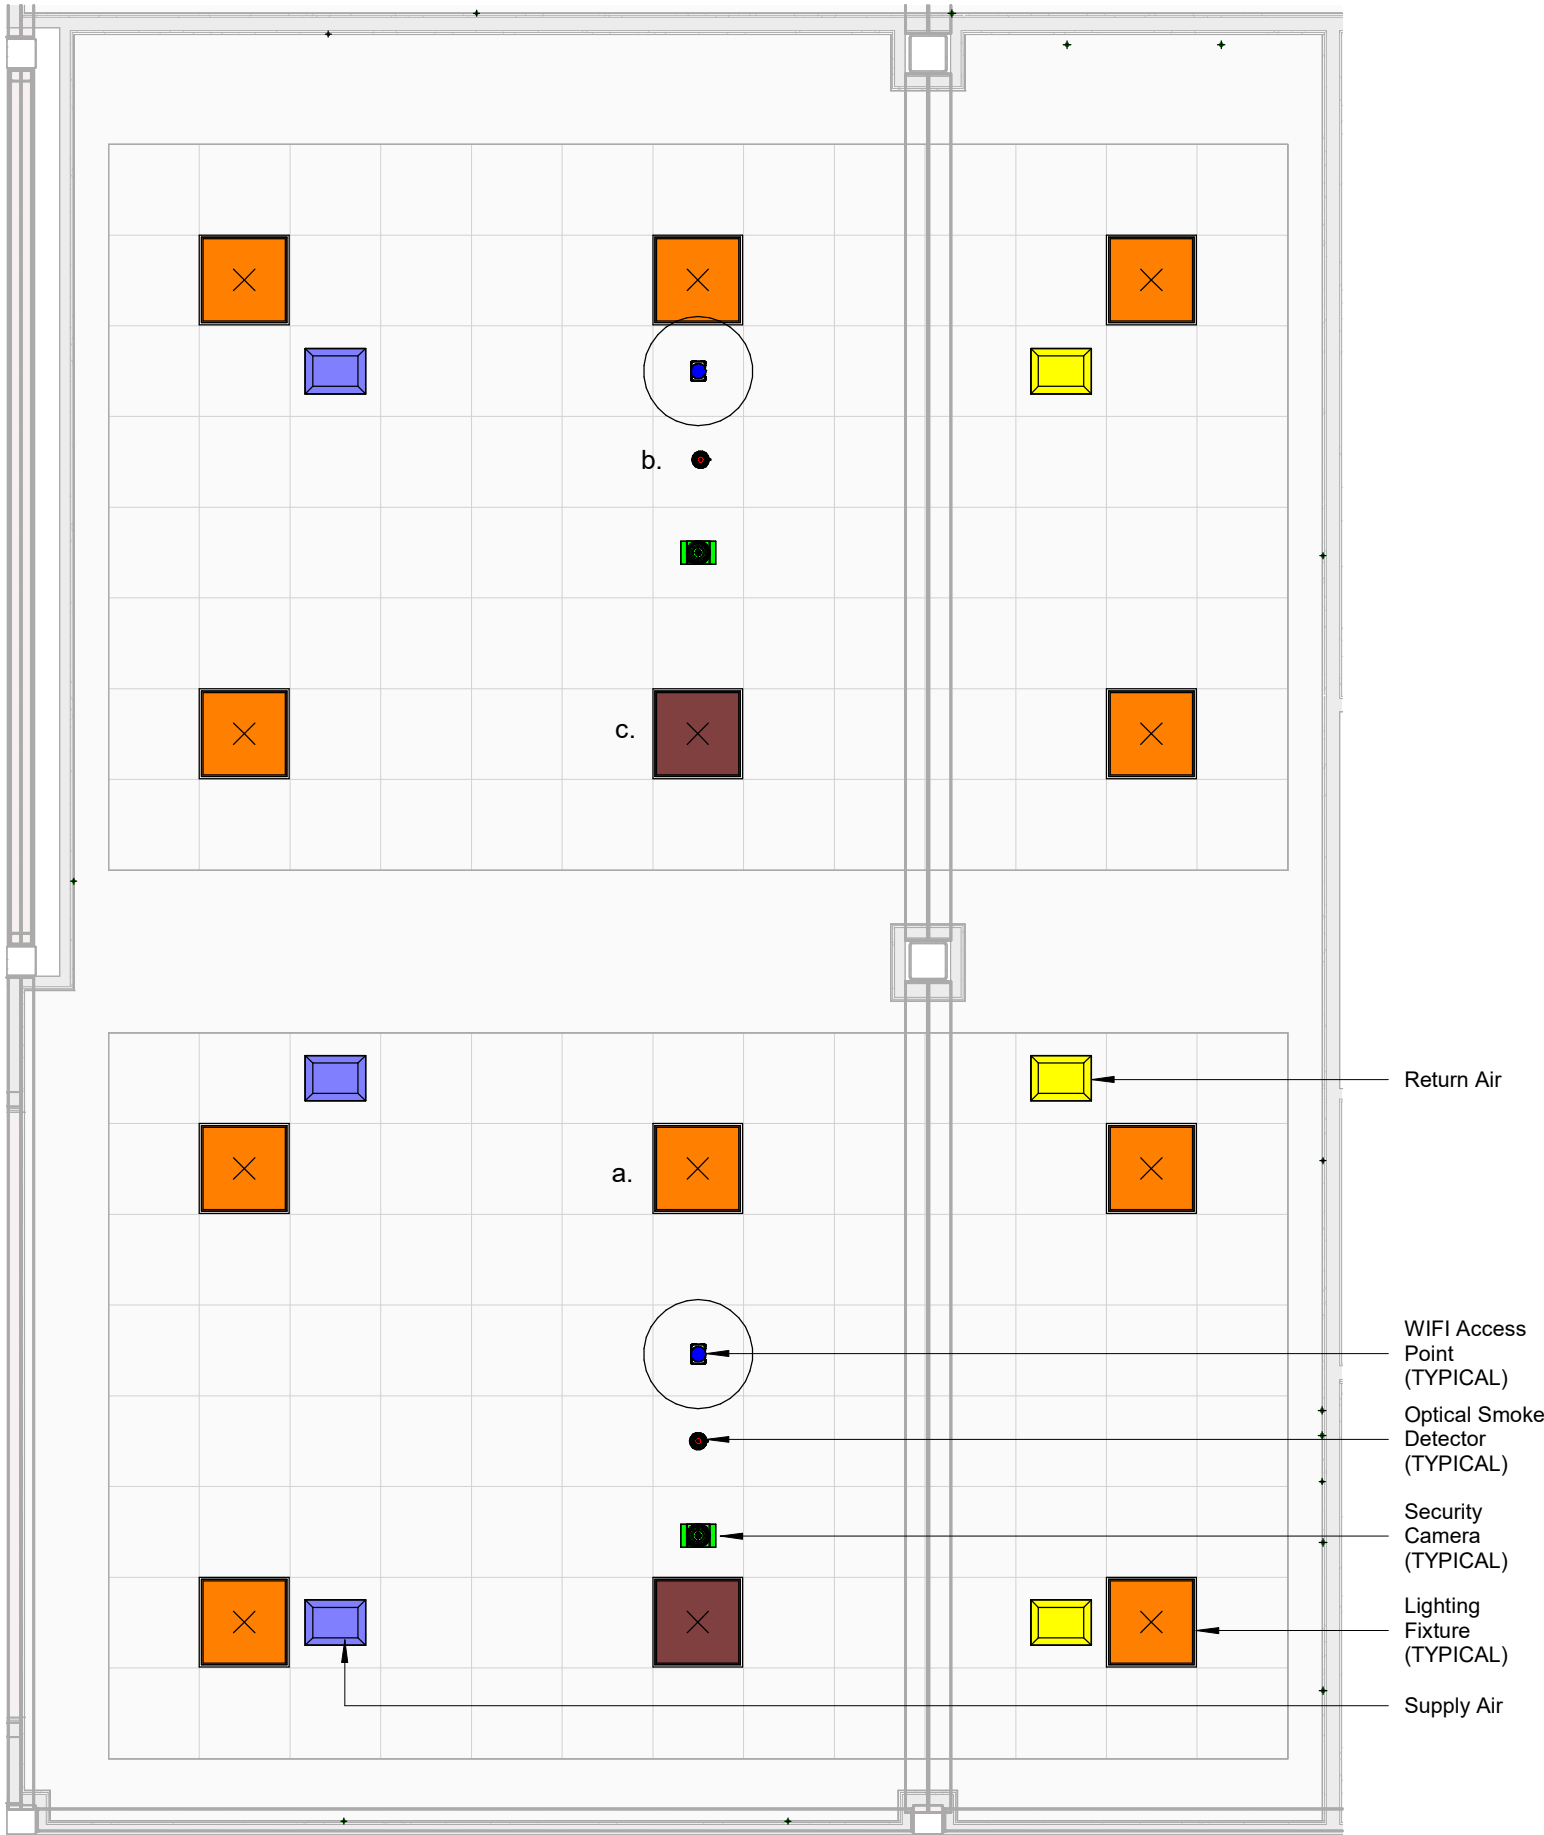 b.
c.
Return Air
a.
WIFI Access
Point
(TYPICAL)
Optical Smoke
Detector
(TYPICAL)
Security
Camera
(TYPICAL)
Lighting
Fixture
(TYPICAL)
Supply Air